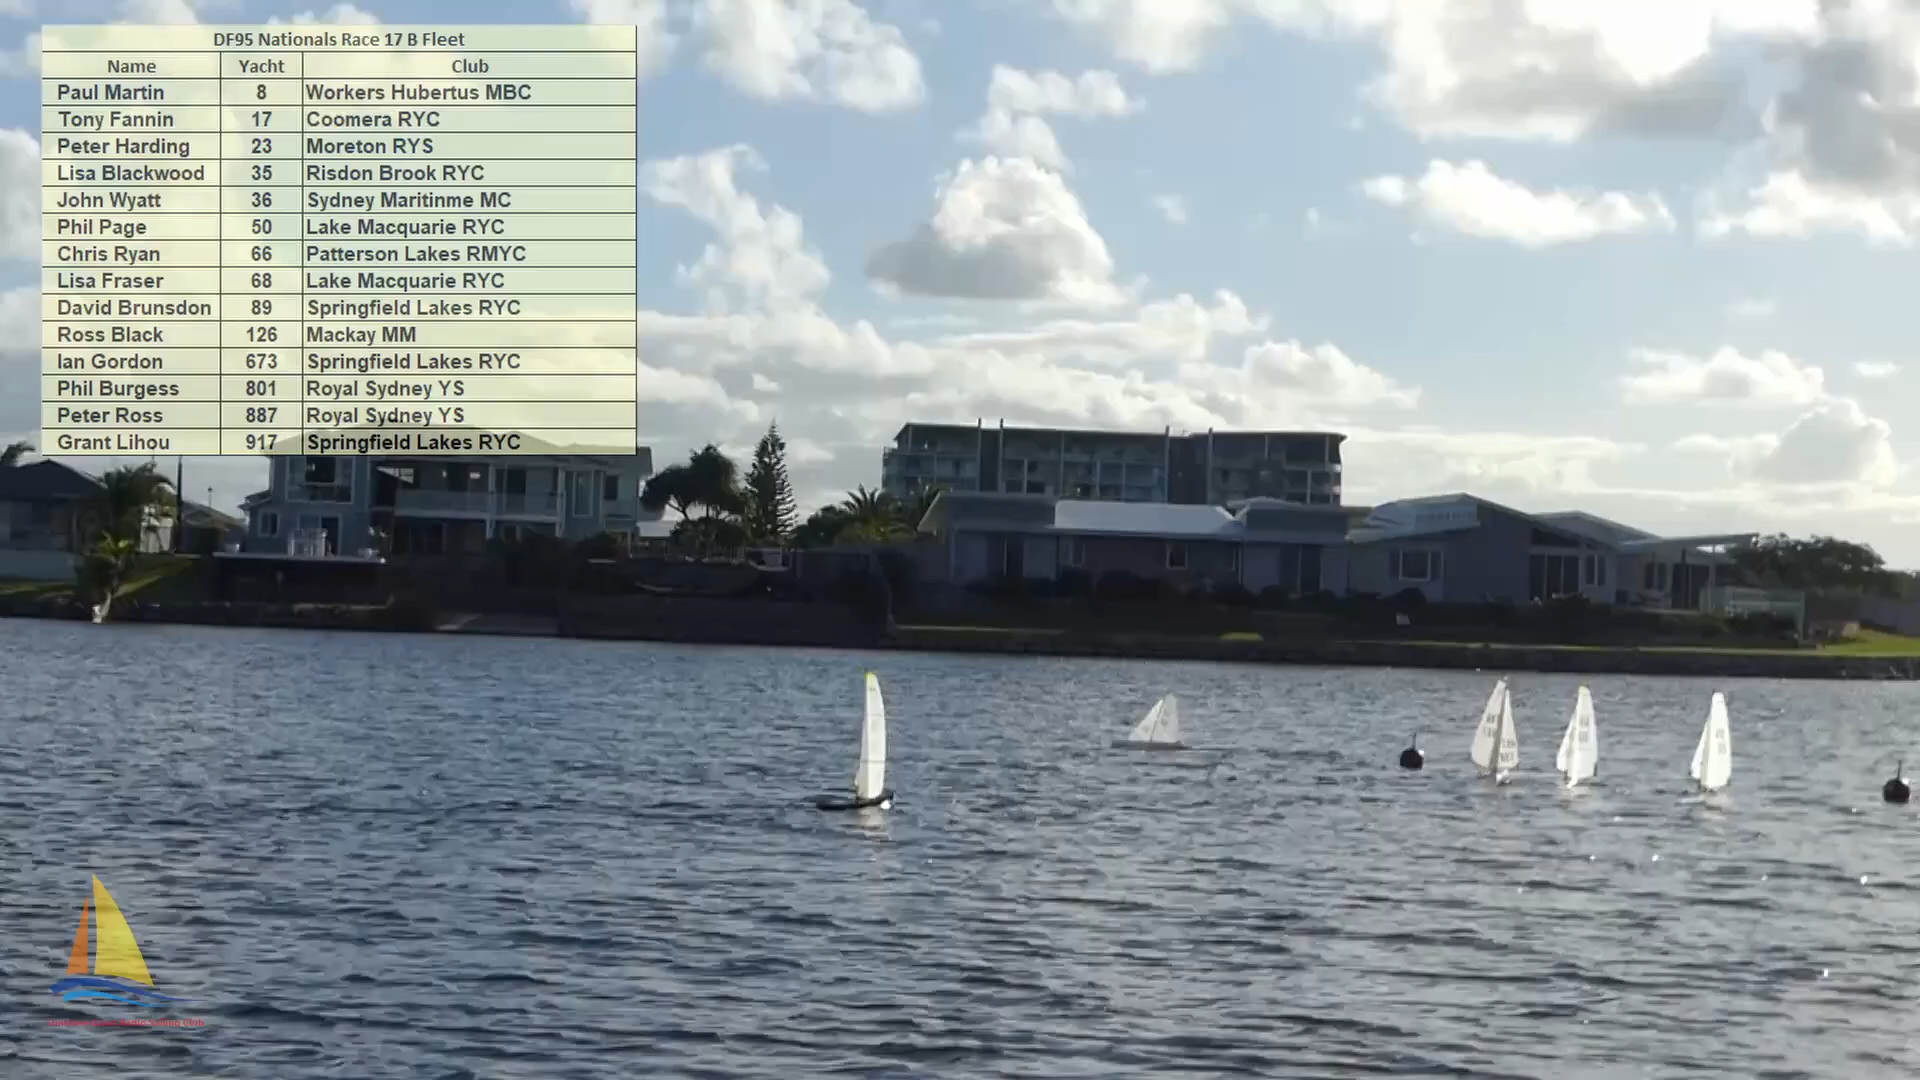 DF95 Nationals Race 17 B Fleet
Name Yacht Club
Paul Martin 8 Workers Hubertus MBC
Tony Fannin 17 Coomera RYC
Peter Harding 23 Moreton RYS
Lisa Blackwood 35 Risdon Brook RYC
John Wyatt 36 Sydney Maritinme MC
Phil Page 50 Lake Macquarie RYC
Chris Ryan 66 Patterson Lakes RMYC
Lisa Fraser 68 Lake Macquarie RYC
David Brunsdon 89 Springfield Lakes RYC
Ross Black 126 Mackay MM
Ian Gordon 673 Springfield Lakes RYC
Phil Burgess 801 Royal Sydney YS
Peter Ross 887 Royal Sydney YS
Grant Lihou 917 Springfield Lakes RYC